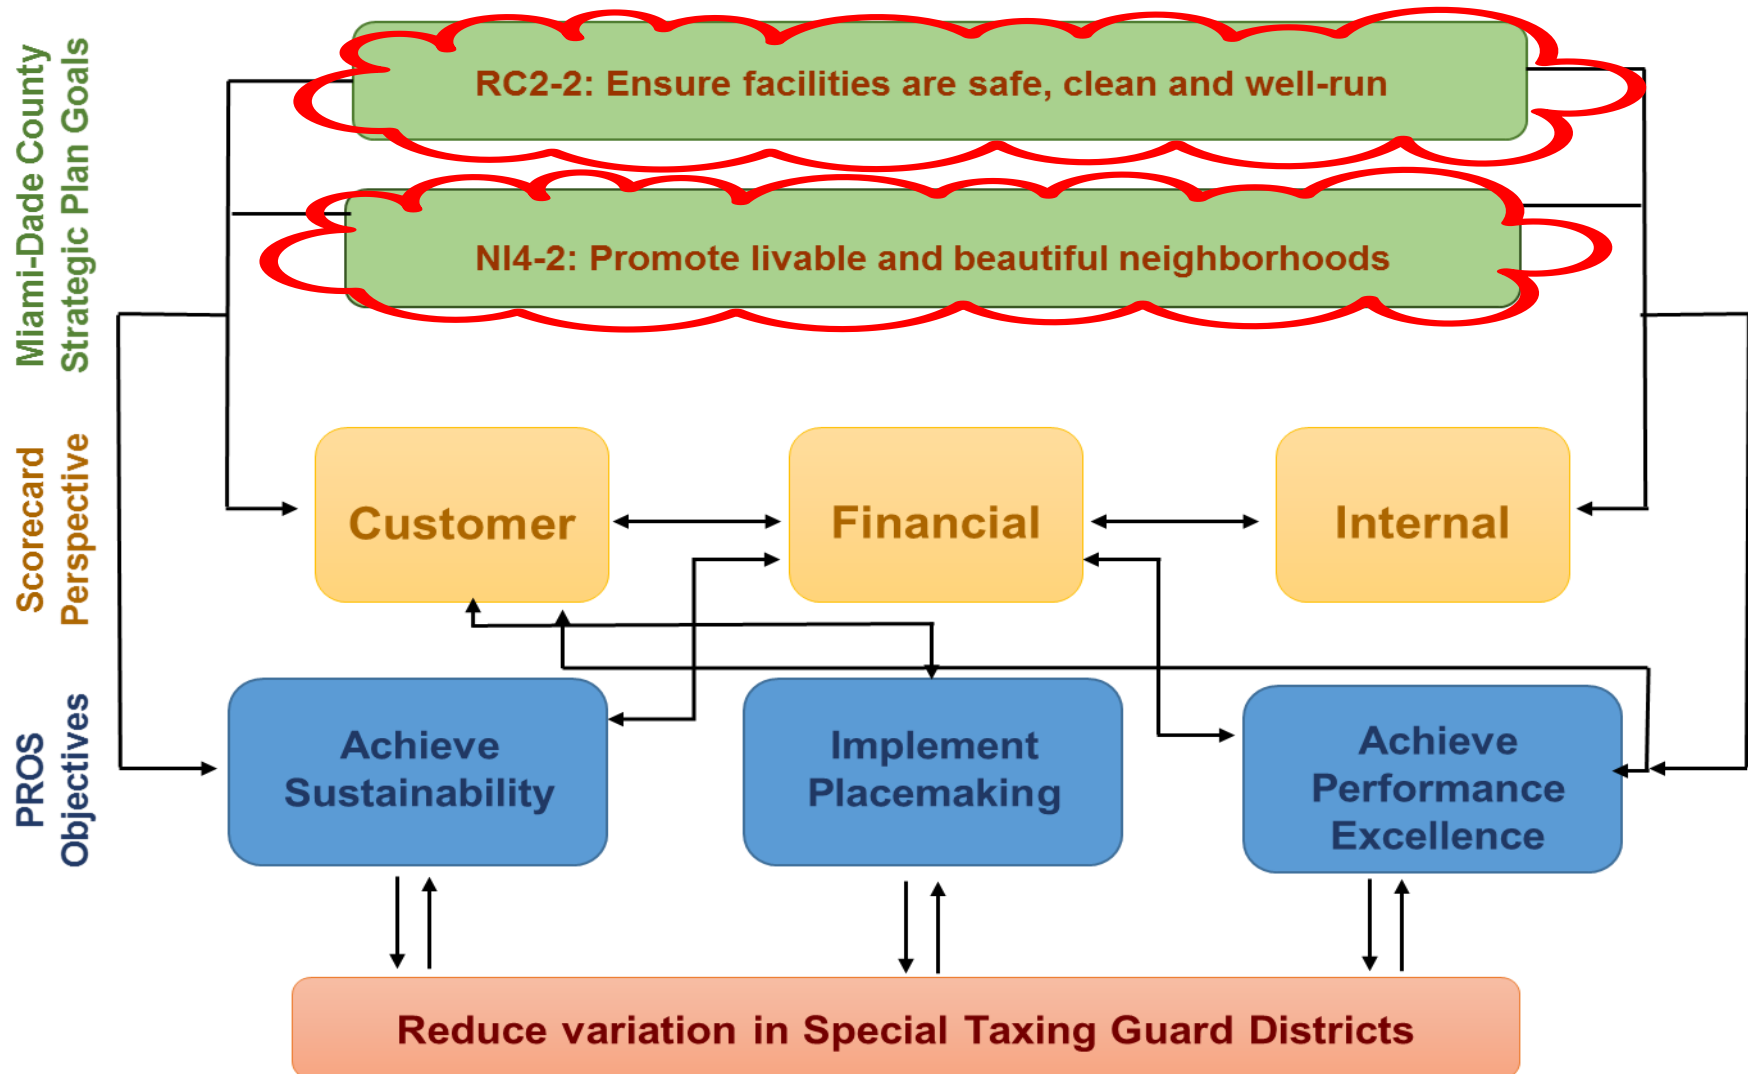 Miami-Dade County
Strategic Plan Goals
RC2-2: Ensure facilities are safe, clean and well-run
NI4-2: Promote livable and beautiful neighborhoods
Scorecard
Perspective
Customer
Financial
Internal
PROS
Objectives
Achieve
Sustainability
Implement
Placemaking
Achieve
Performance
Excellence
Reduce variation in Special Taxing Guard Districts